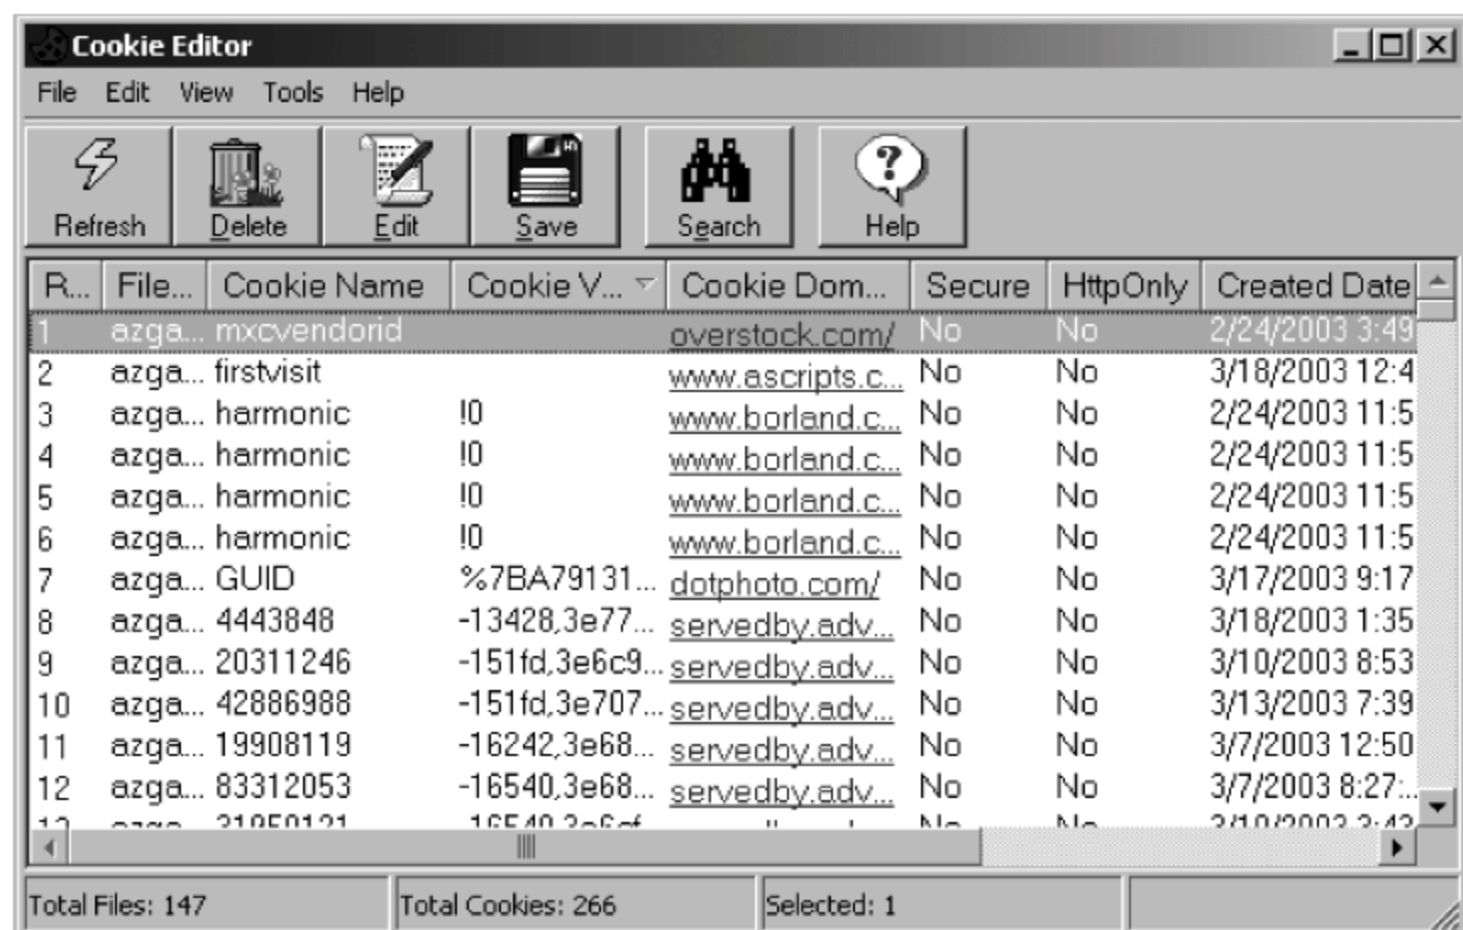 Cookie Editor
File Edit View Tools Help
Refresh Delete Edit Save Search Help
R... File... Cookie Name Cookie V... Cookie Dom... Secure HttpOnly Created Date
1 azga... mxcvendorid overstock.com/ No No 2/24/2003 3:49
2 azga... firstvisit www.ascripts.c... No No 3/18/2003 12:4
3 azga... harmonic !0 www.borland.c... No No 2/24/2003 11:5
4 azga... harmonic !0 www.borland.c... No No 2/24/2003 11:5
5 azga... harmonic !0 www.borland.c... No No 2/24/2003 11:5
6 azga... harmonic !0 www.borland.c... No No 2/24/2003 11:5
7 azga... GUID %7BA79131... dotphoto.com/ No No 3/17/2003 9:17
8 azga... 4443848 -13428,3e77... servedby.adv... No No 3/18/2003 1:35
9 azga... 20311246 -151fd,3e6c9... servedby.adv... No No 3/10/2003 8:53
10 azga... 42886988 -151fd,3e707... servedby.adv... No No 3/13/2003 7:39
11 azga... 19908119 -16242,3e68... servedby.adv... No No 3/7/2003 12:50
12 azga... 83312053 -16540,3e68... servedby.adv... No No 3/7/2003 8:27:..
Total Files: 147 Total Cookies: 266 Selected: 1